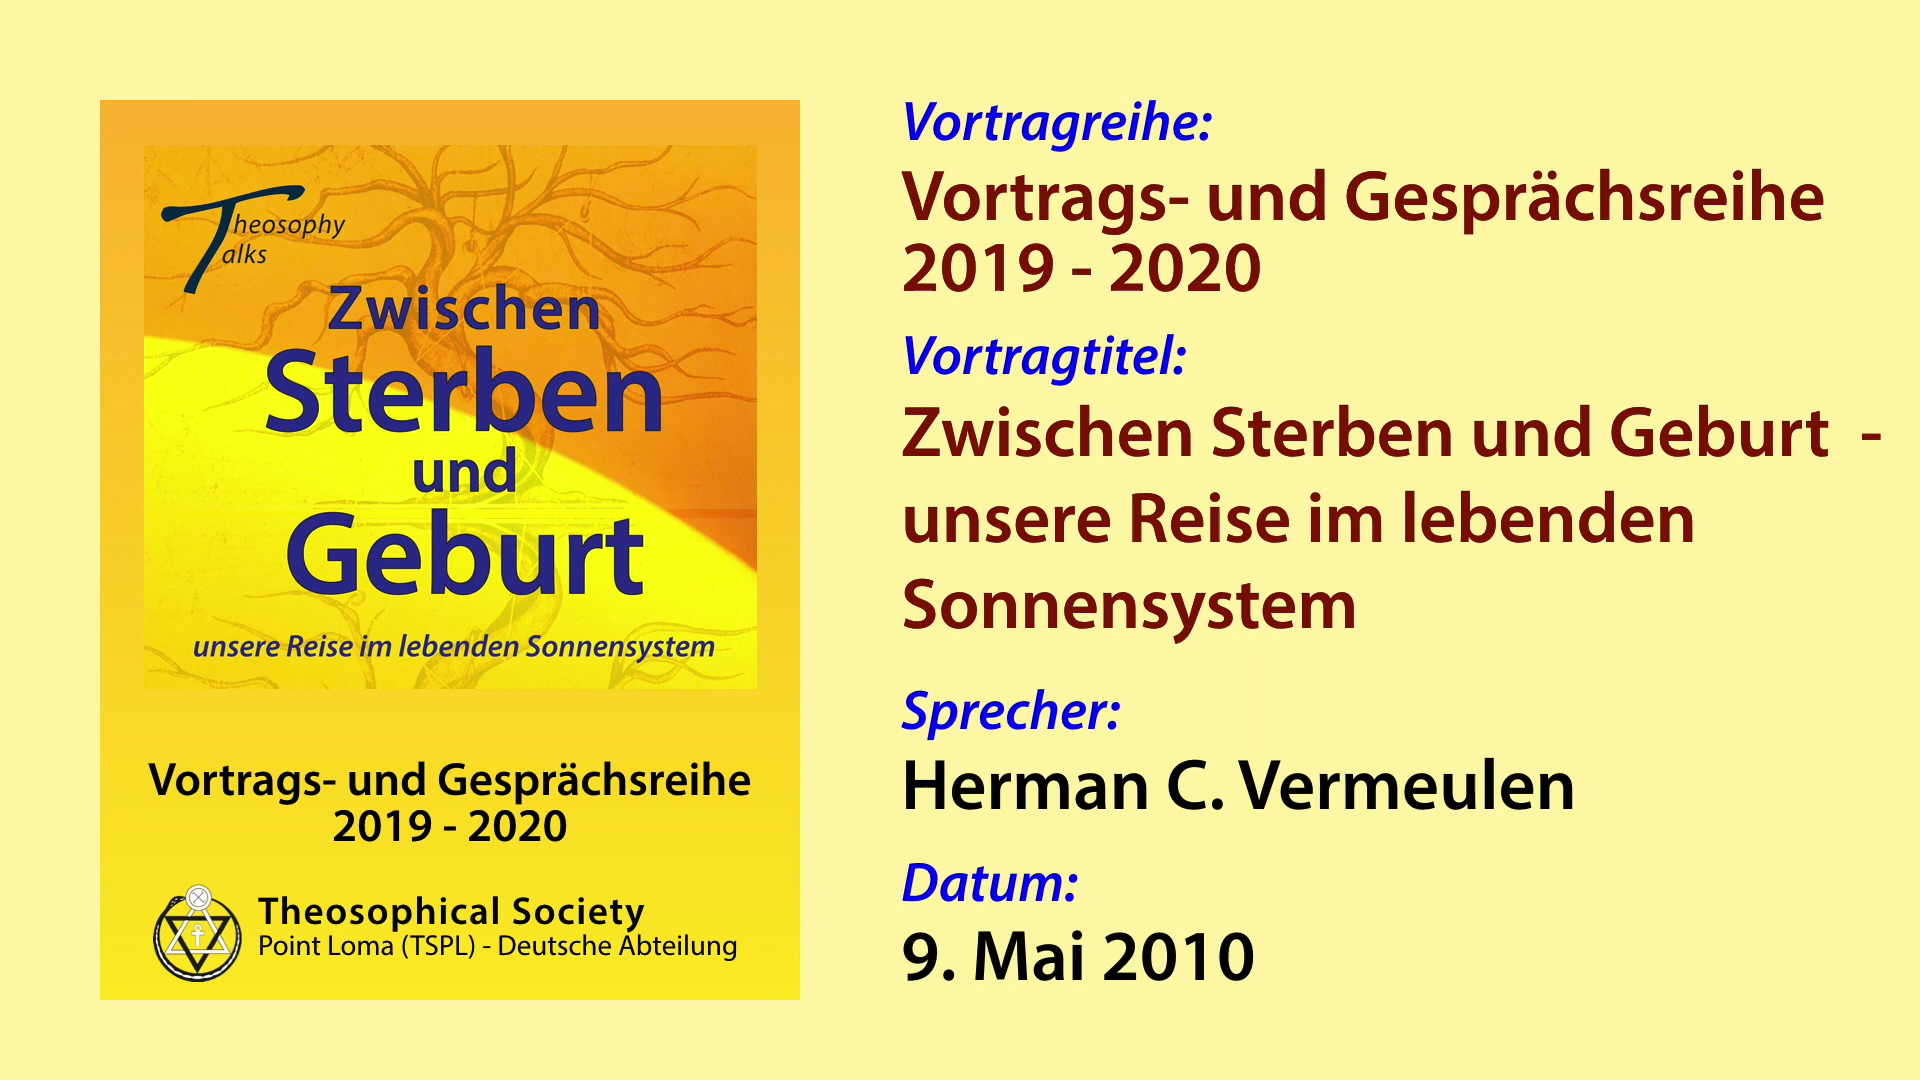 Theosophy
Talks
Zwischen
Sterben
und
Geburt
unsere Reise im lebenden Sonnensystem
Vortrags- und Gesprächsreihe
2019 - 2020
Theosophical Society
Point Loma (TSPL) - Deutsche Abteilung
Vortragreihe:
Vortrags- und Gesprächsreihe
2019 - 2020
Vortragtitel:
Zwischen Sterben und Geburt -
unsere Reise im lebenden
Sonnensystem
Sprecher:
Herman C. Vermeulen
Datum:
9. Mai 2010